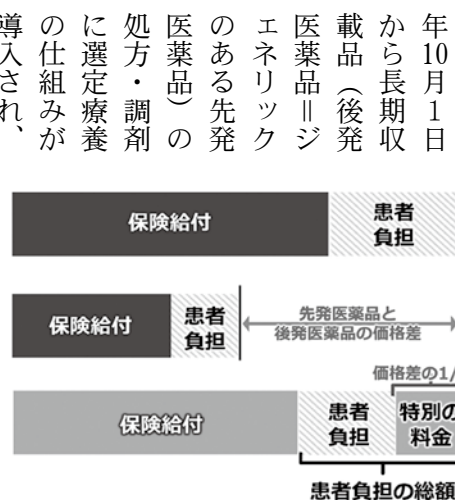 年10月1日
から長期収
載品（後発
医薬品＝ジ
ェネリック
のある先発
医薬品）の
処方・調剤
に選定療養
の仕組みが
導入され、
保険給付
患者
負担
保険給付
患者
負担
先発医薬品と
後発医薬品の価格差
価格差の1/
保険給付
患者
負担
特別の
料金
患者負担の総額